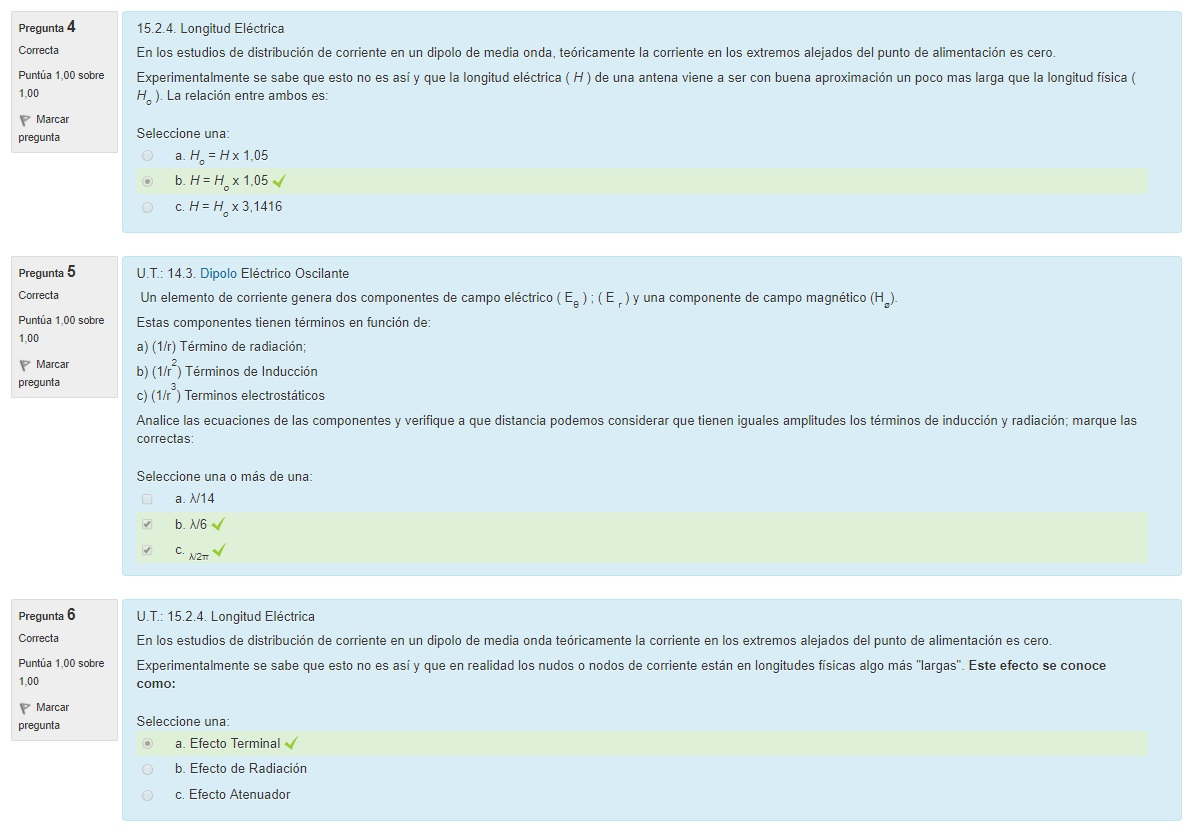 Pregunta 4
Correcta
Puntúa 1,00 sobre
1,00
Marcar
pregunta
15.2.4. Longitud Eléctrica
En los estudios de distribución de corriente en un dipolo de media onda, teóricamente la corriente en los extremos alejados del punto de alimentación es cero.
Experimentalmente se sabe que esto no es así y que la longitud eléctrica ( H ) de una antena viene a ser con buena aproximación un poco mas larga que la longitud física (
Ho ). La relación entre ambos es:
Seleccione una:
a. Ho = H x 1,05
b. H = Ho x 1,05
c. H = Ho x 3,1416
Pregunta 5
Correcta
Puntúa 1,00 sobre
1,00
Marcar
pregunta
U.T.: 14.3. Dipolo Eléctrico Oscilante
Un elemento de corriente genera dos componentes de campo eléctrico ( Eθ ) ; ( E r ) y una componente de campo magnético (Hø).
Estas componentes tienen términos en función de:
a) (1/r) Término de radiación;
b) (1/r2) Términos de Inducción
c) (1/r3) Terminos electrostáticos
Analice las ecuaciones de las componentes y verifique a que distancia podemos considerar que tienen iguales amplitudes los términos de inducción y radiación; marque las
correctas:
Seleccione una o más de una:
a. λ/14
b. λ/6
c. λ/2π
Pregunta 6
Correcta
Puntúa 1,00 sobre
1,00
Marcar
pregunta
U.T.: 15.2.4. Longitud Eléctrica
En los estudios de distribución de corriente en un dipolo de media onda teóricamente la corriente en los extremos alejados del punto de alimentación es cero.
Experimentalmente se sabe que esto no es así y que en realidad los nudos o nodos de corriente están en longitudes físicas algo más "largas". Este efecto se conoce
como:
Seleccione una:
a. Efecto Terminal
b. Efecto de Radiación
c. Efecto Atenuador